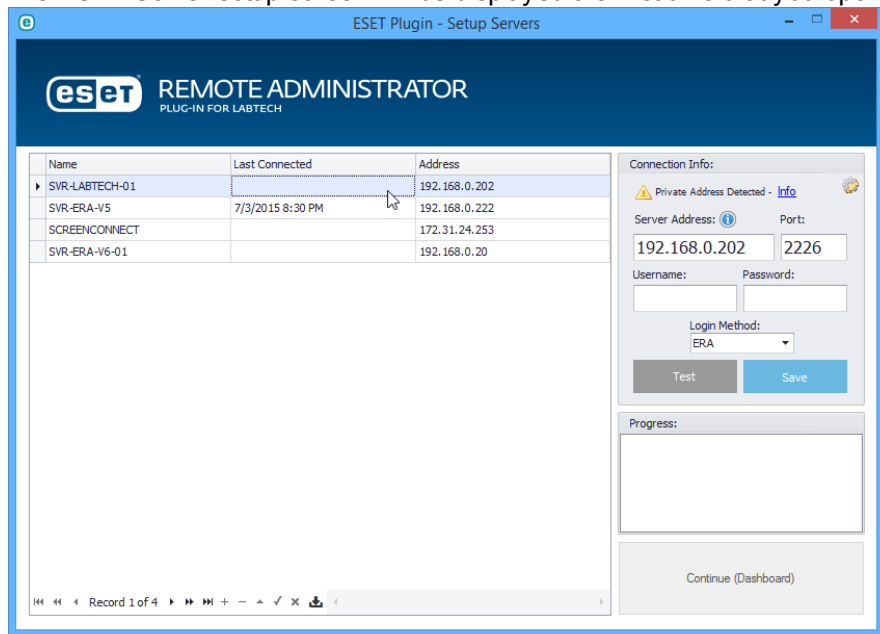 ESET Plugin - Setup Servers
eset
REMOTE ADMINISTRATOR
PLUG-IN FOR LABTECH
Name Last Connected Address
SVR-LABTECH-01 192.168.0.202
SVR-ERA-V5 7/3/2015 8:30 PM 192.168.0.222
SCREENCONNECT 172.31.24.253
SVR-ERA-V6-01 192.168.0.20
Record 1 of 4
Connection Info:
Private Address Detected - Info
Server Address: Port:
192.168.0.202 2226
Username: Password:
Login Method:
ERA
Test Save
Progress:
Continue (Dashboard)